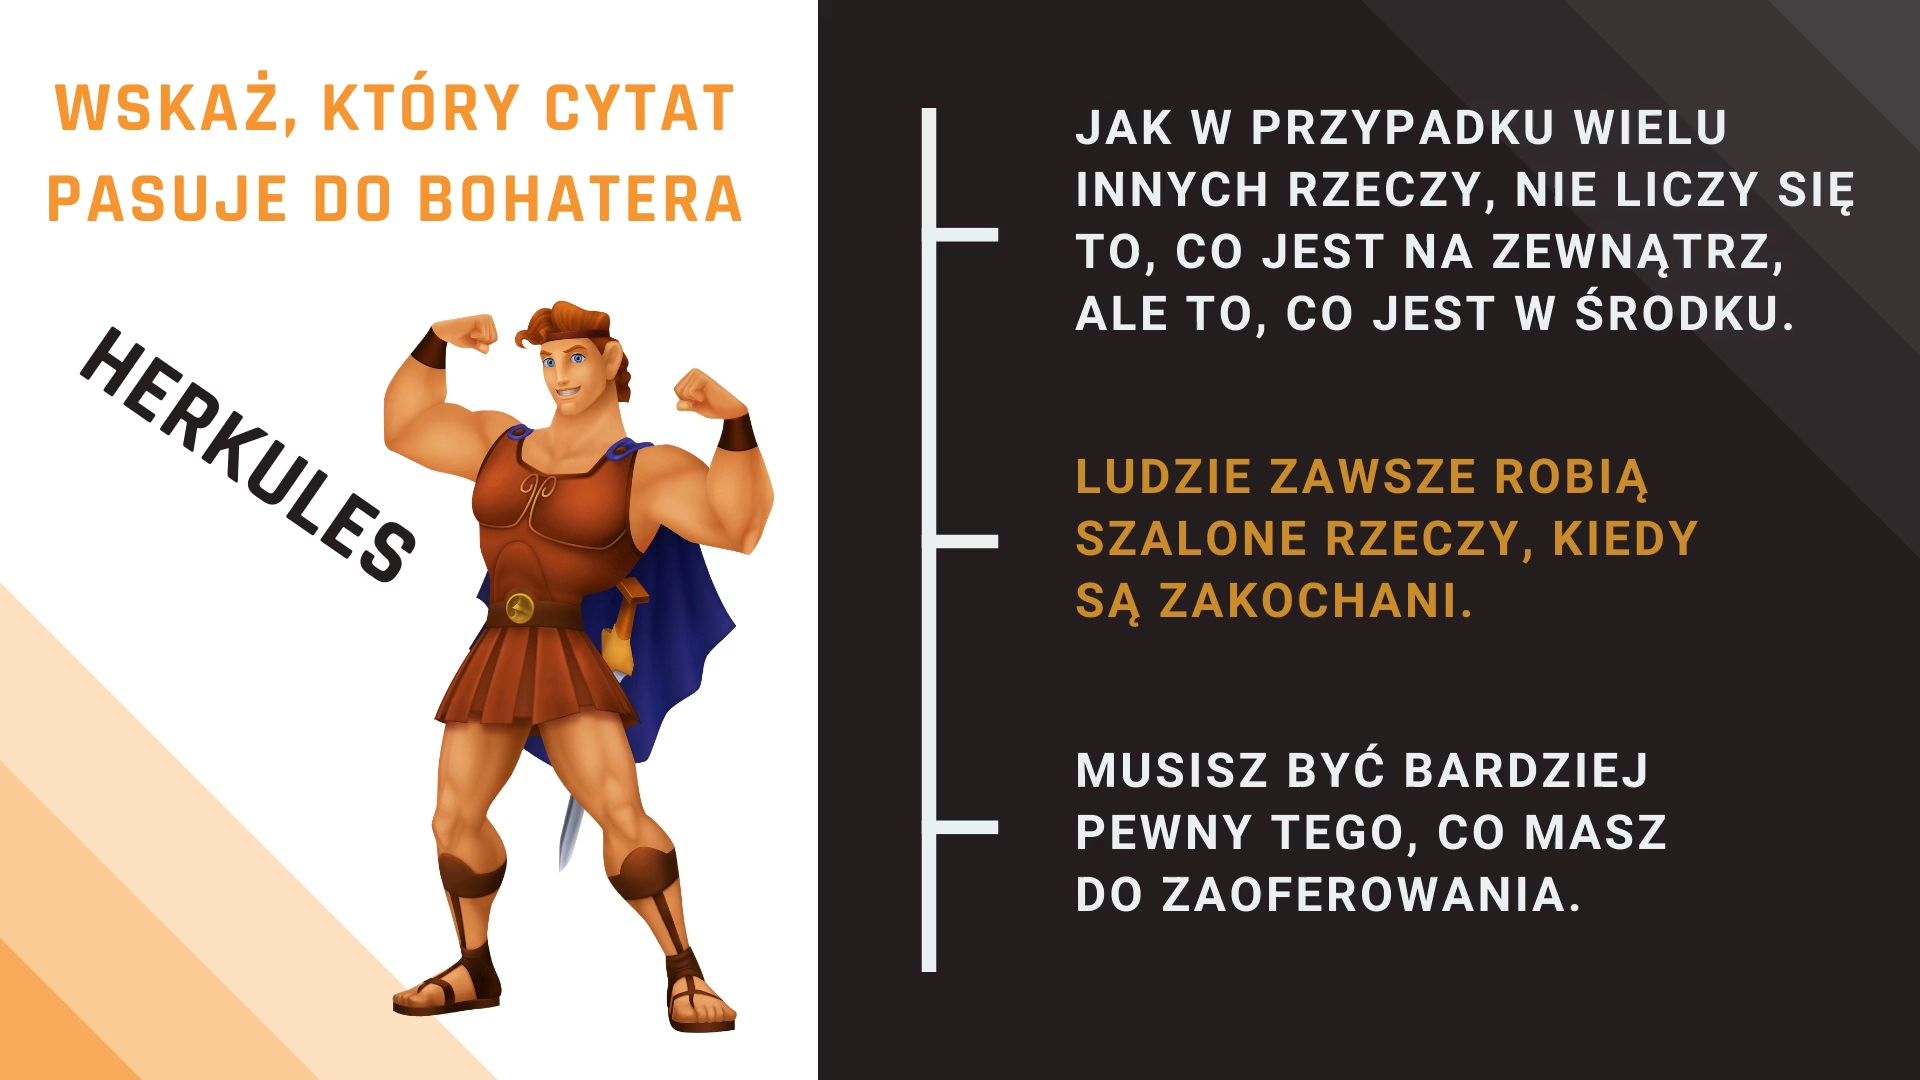 WSKAŻ, KTÓRY CYTAT
PASUJE DO BOHATERA
HERKULES
JAK W PRZYPADKU WIELU
INNYCH RZECZY, NIE LICZY SIĘ
TO, CO JEST NA ZEWNĄTRZ,
ALE TO, CO JEST W ŚRODKU.
LUDZIE ZAWSZE ROBIĄ
SZALONE RZECZY, KIEDY
SĄ ZAKOCHANI.
MUSISZ BYĆ BARDZIEJ
PEWNY TEGO, CO MASZ
DO ZAOFEROWANIA.